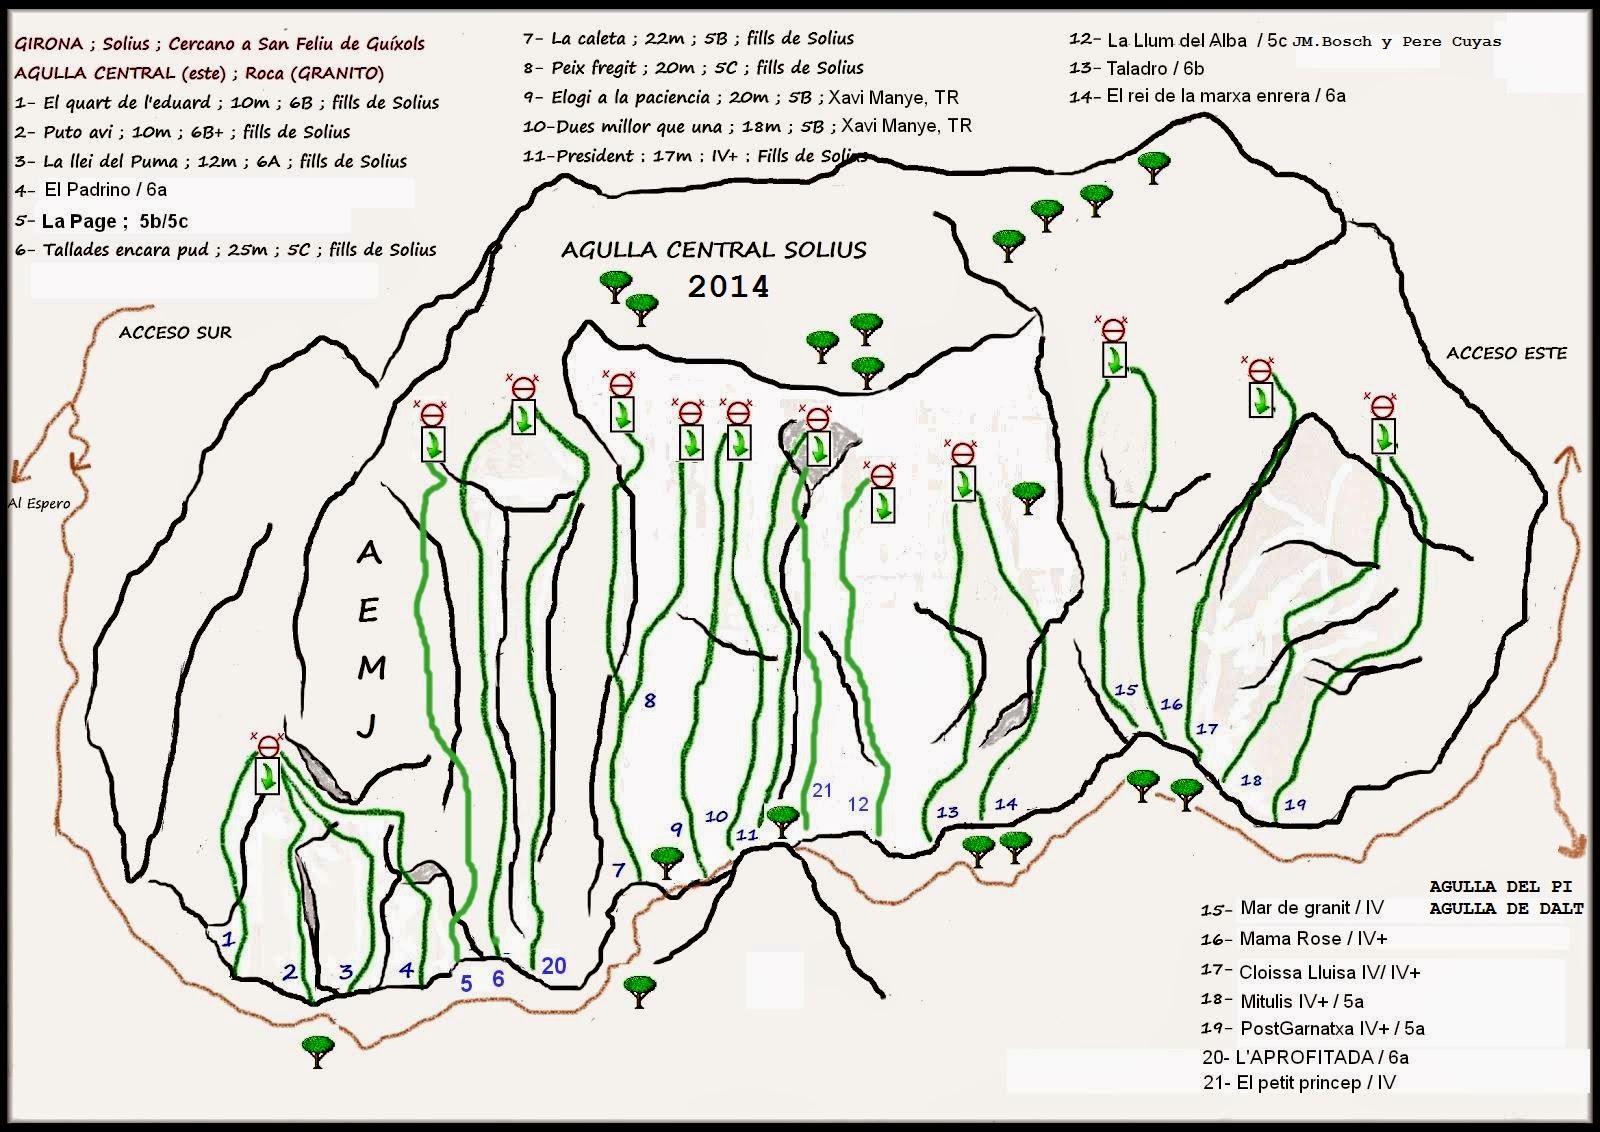 GIRONA ; Solius ; Cercano a San Feliu de Guíxols
AGULLA CENTRAL (este) ; Roca (GRANITO)
1- El quart de l'eduard ; 10m ; 6B ; fills de Solius
2- Puto avi ; 10m ; 6B+ ; fills de Solius
3- La llei del Puma ; 12m ; 6A ; fills de Solius
4- El Padrino / 6a
5- La Page ; 5b/5c
6- Tallades encara pud ; 25m ; 5C ; fills de Solius
7- La caleta ; 22m ; 5B ; fills de Solius
8- Peix fregit ; 20m ; 5C ; fills de Solius
9- Elogi a la paciencia ; 20m ; 5B ; Xavi Manye, TR
10-Dues millor que una ; 18m ; 5B ; Xavi Manye, TR
11-President ; 17m ; IV+ ; Fills de Solius
12- La Llum del Alba / 5c JM.Bosch y Pere Cuyas
13- Taladro / 6b
14- El rei de la marxa enrera / 6a
AGULLA CENTRAL SOLIUS
2014
ACCESO SUR
ACCESO ESTE
Al Espero
A
E
M
J
8
15
16
17
18
19
21
12
13
14
10
11
9
7
1
2
3
4
5
6
20
AGULLA DEL PI
AGULLA DE DALT
15- Mar de granit / IV
16- Mama Rose / IV+
17- Cloissa Lluisa IV/ IV+
18- Mitulis IV+ / 5a
19- PostGarnatxa IV+ / 5a
20- L'APROFITADA / 6a
21- El petit princep / IV